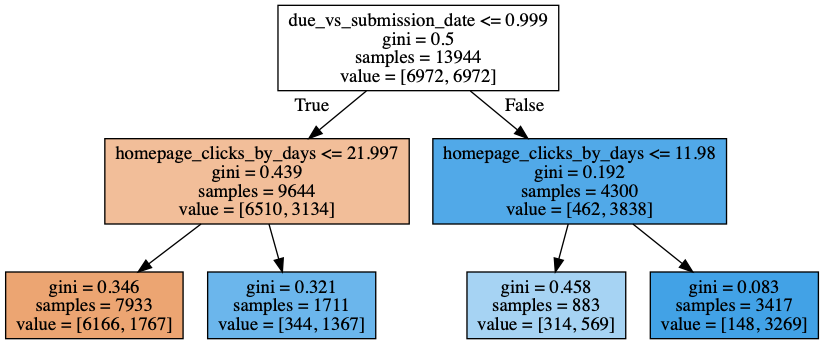 due_vs_submission_date <= 0.999
gini = 0.5
samples = 13944
value = [6972, 6972]
True
False
homepage_clicks_by_days <= 21.997
gini = 0.439
samples = 9644
value = [6510, 3134]
homepage_clicks_by_days <= 11.98
gini = 0.192
samples = 4300
value = [462, 3838]
gini = 0.346
samples = 7933
value = [6166, 1767]
gini = 0.321
samples = 1711
value = [344, 1367]
gini = 0.458
samples = 883
value = [314, 569]
gini = 0.083
samples = 3417
value = [148, 3269]